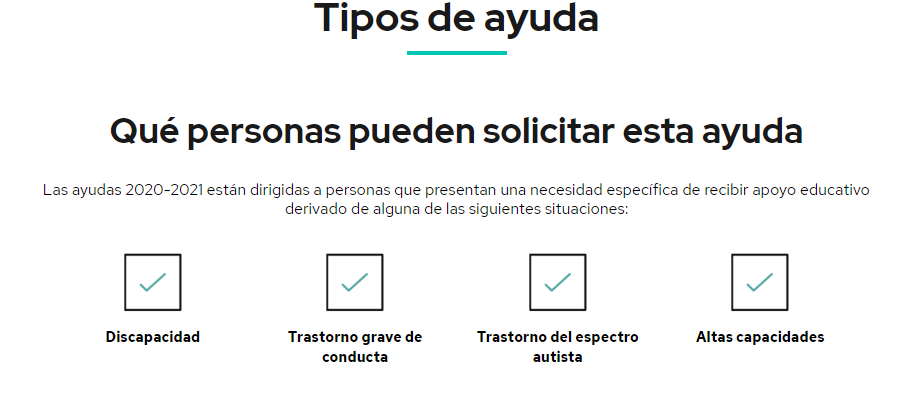 Tipos de ayuda
Qué personas pueden solicitar esta ayuda
Las ayudas 2020-2021 están dirigidas a personas que presentan una necesidad específica de recibir apoyo educativo
derivado de alguna de las siguientes situaciones:
Discapacidad
Trastorno grave de
conducta
Trastorno del espectro
autista
Altas capacidades